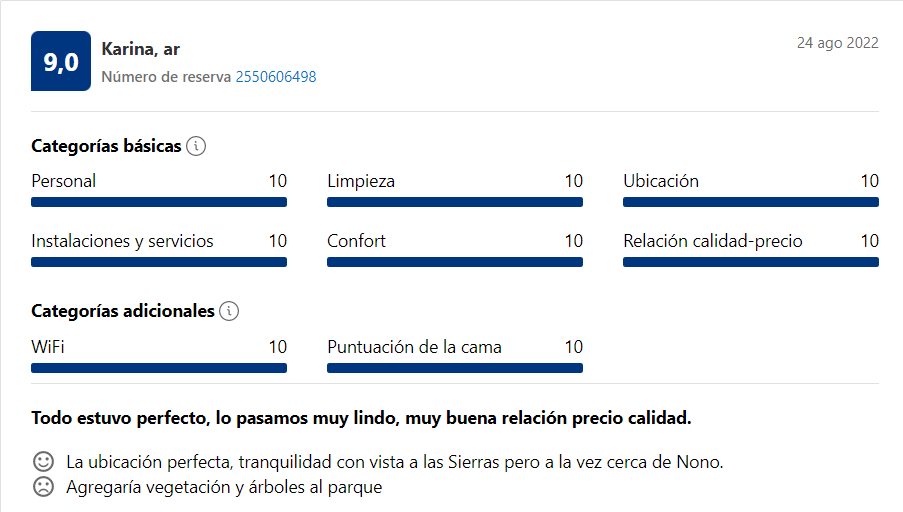 9,0
Karina, ar
24 ago 2022
Número de reserva 2550606498
Categorías básicas
Personal 10
Limpieza 10
Ubicación 10
Instalaciones y servicios 10
Confort 10
Relación calidad-precio 10
Categorías adicionales
WiFi 10
Puntuación de la cama 10
Todo estuvo perfecto, lo pasamos muy lindo, muy buena relación precio calidad.
La ubicación perfecta, tranquilidad con vista a las Sierras pero a la vez cerca de Nono.
Agregaría vegetación y árboles al parque